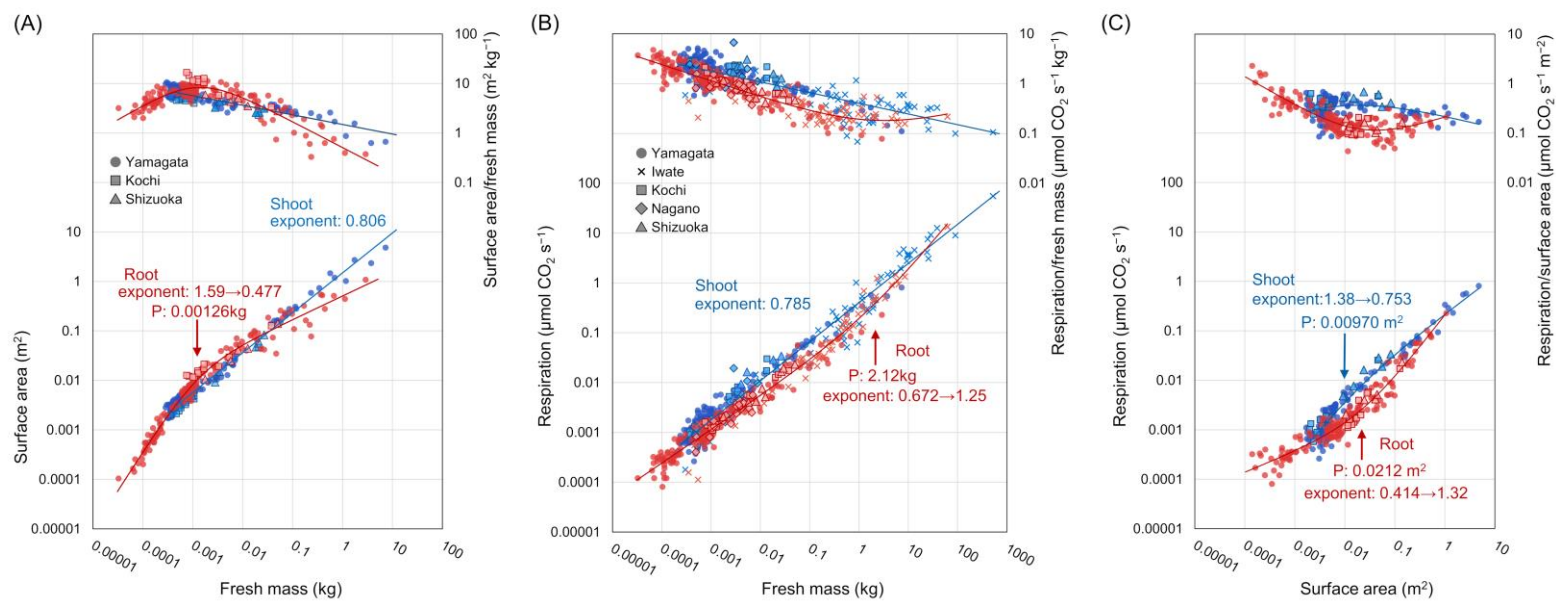 (A)
100
10
1
0.1
Surface area/fresh mass (m² kg⁻¹)
Yamagata
Kochi
Shizuoka
Shoot
exponent: 0.806
Root
exponent: 1.59→0.477
P: 0.00126kg
10
1
0.1
0.01
0.001
0.0001
0.00001
Surface area (m²)
0.00001
0.0001
0.001
0.01
0.1
1
10
100
Fresh mass (kg)
(B)
10
1
0.1
0.01
Respiration/fresh mass (µmol CO₂ s⁻¹ kg⁻¹)
Yamagata
Iwate
Kochi
Nagano
Shizuoka
Shoot
exponent: 0.785
Root
P: 2.12kg
exponent: 0.672→1.25
100
10
1
0.1
0.01
0.001
0.0001
0.00001
Respiration (µmol CO₂ s⁻¹)
0.00001
0.0001
0.001
0.01
0.1
1
10
100
1000
Fresh mass (kg)
(C)
10
1
0.1
0.01
Respiration/surface area (µmol CO₂ s⁻¹ m⁻²)
Shoot
exponent:1.38→0.753
P: 0.00970 m²
Root
P: 0.0212 m²
exponent: 0.414→1.32
100
10
1
0.1
0.01
0.001
0.0001
0.00001
Respiration (µmol CO₂ s⁻¹)
0.00001
0.0001
0.001
0.01
0.1
1
10
Surface area (m²)